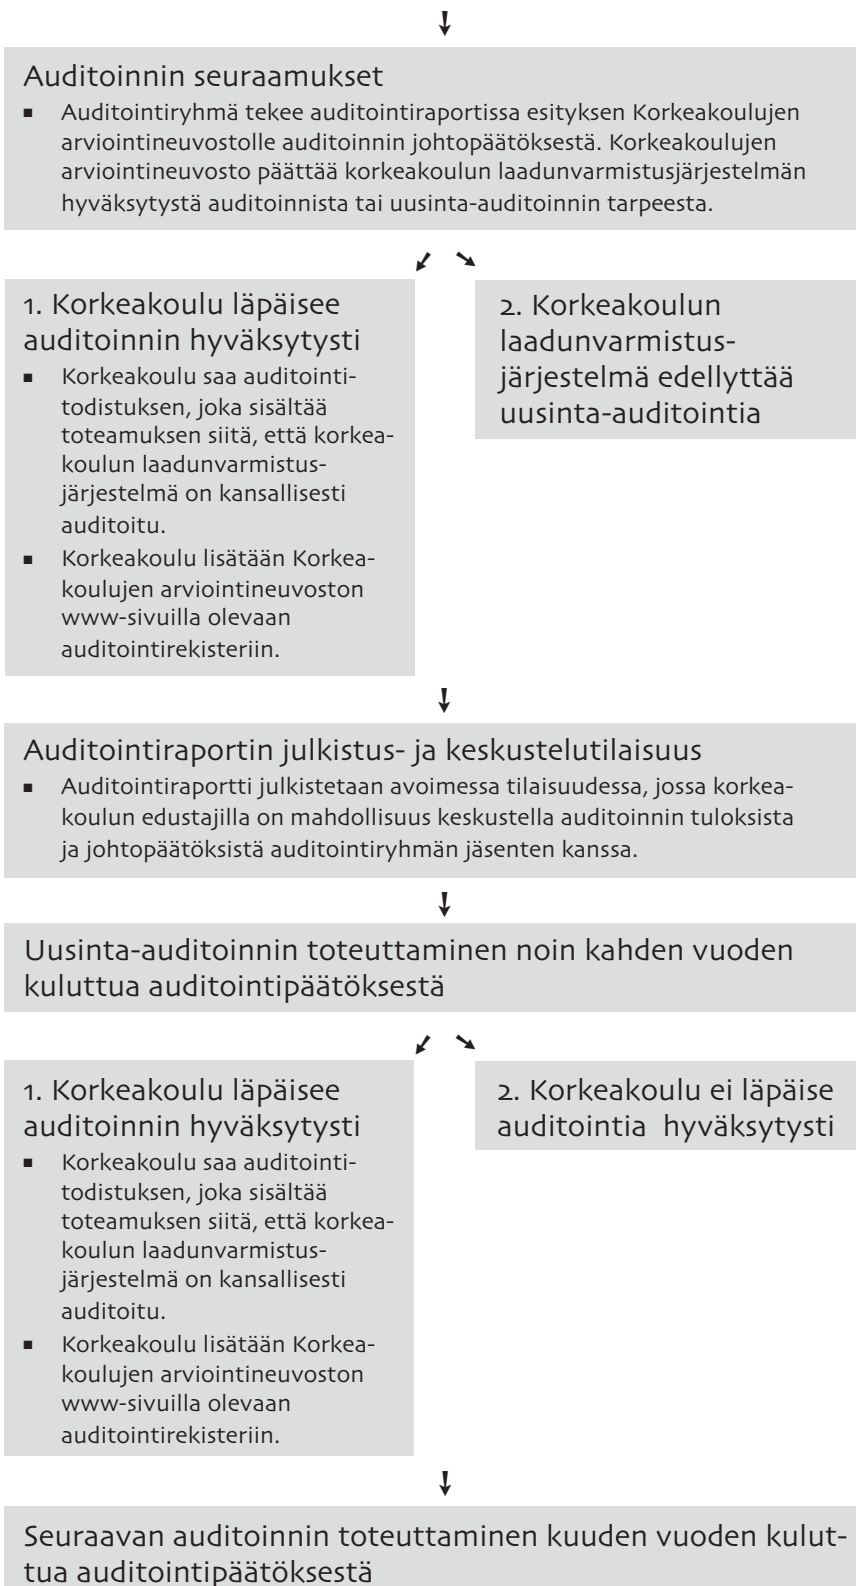 Auditoinnin seuraamukset
▪ Auditointiryhmä tekee auditointiraportissa esityksen Korkeakoulujen
arviointineuvostolle auditoinnin johtopäätöksestä. Korkeakoulujen
arviointineuvosto päättää korkeakoulun laadunvarmistusjärjestelmän
hyväksytystä auditoinnista tai uusinta-auditoinnin tarpeesta.
1. Korkeakoulu läpäisee
auditoinnin hyväksytysti
▪ Korkeakoulu saa auditointi-
todistuksen, joka sisältää
toteamuksen siitä, että korkea-
koulun laadunvarmistus-
järjestelmä on kansallisesti
auditoitu.
▪ Korkeakoulu lisätään Korkea-
koulujen arviointineuvoston
www-sivuilla olevaan
auditointirekisteriin.
2. Korkeakoulun
laadunvarmistus-
järjestelmä edellyttää
uusinta-auditointia
Auditointiraportin julkistus- ja keskustelutilaisuus
▪ Auditointiraportti julkistetaan avoimessa tilaisuudessa, jossa korkea-
koulun edustajilla on mahdollisuus keskustella auditoinnin tuloksista
ja johtopäätöksistä auditointiryhmän jäsenten kanssa.
Uusinta-auditoinnin toteuttaminen noin kahden vuoden
kuluttua auditointipäätöksestä
1. Korkeakoulu läpäisee
auditoinnin hyväksytysti
▪ Korkeakoulu saa auditointi-
todistuksen, joka sisältää
toteamuksen siitä, että korkea-
koulun laadunvarmistus-
järjestelmä on kansallisesti
auditoitu.
▪ Korkeakoulu lisätään Korkea-
koulujen arviointineuvoston
www-sivuilla olevaan
auditointirekisteriin.
2. Korkeakoulu ei läpäise
auditointia hyväksytysti
Seuraavan auditoinnin toteuttaminen kuuden vuoden kulut-
tua auditointipäätöksestä